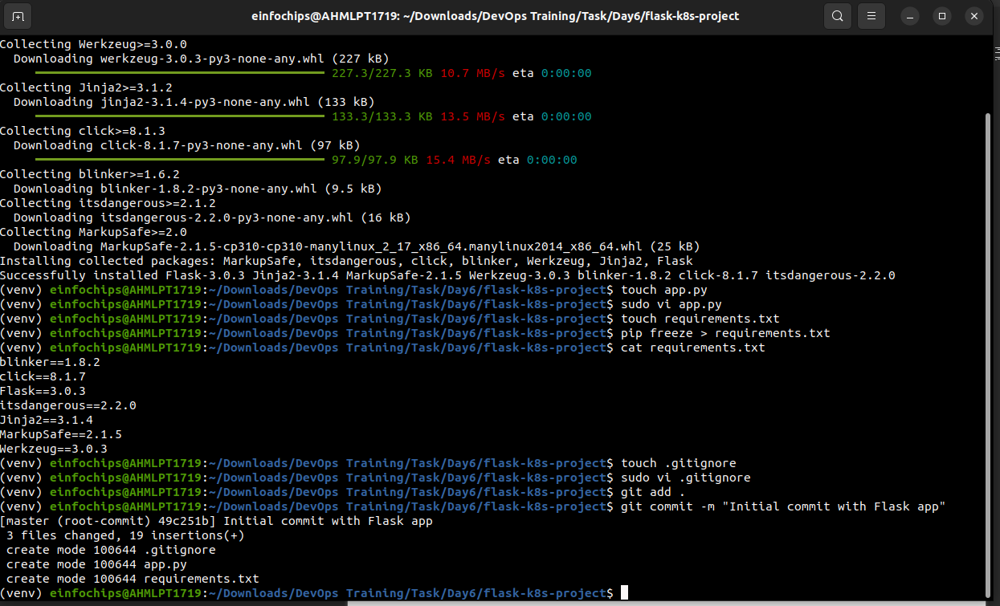 einfochips@AHMLPT1719: ~/Downloads/DevOps Training/Task/Day6/flask-k8s-project
Collecting Werkzeug>=3.0.0
  Downloading werkzeug-3.0.3-py3-none-any.whl (227 kB)
227.3/227.3 KB 10.7 MB/s eta 0:00:00
Collecting Jinja2>=3.1.2
  Downloading jinja2-3.1.4-py3-none-any.whl (133 kB)
133.3/133.3 KB 13.5 MB/s eta 0:00:00
Collecting click>=8.1.3
  Downloading click-8.1.7-py3-none-any.whl (97 kB)
97.9/97.9 KB 15.4 MB/s eta 0:00:00
Collecting blinker>=1.6.2
  Downloading blinker-1.8.2-py3-none-any.whl (9.5 kB)
Collecting itsdangerous>=2.1.2
  Downloading itsdangerous-2.2.0-py3-none-any.whl (16 kB)
Collecting MarkupSafe>=2.0
  Downloading MarkupSafe-2.1.5-cp310-cp310-manylinux_2_17_x86_64.manylinux2014_x86_64.whl (25 kB)
Installing collected packages: MarkupSafe, itsdangerous, click, blinker, Werkzeug, Jinja2, Flask
Successfully installed Flask-3.0.3 Jinja2-3.1.4 MarkupSafe-2.1.5 Werkzeug-3.0.3 blinker-1.8.2 click-8.1.7 itsdangerous-2.2.0
(venv) einfochips@AHMLPT1719:~/Downloads/DevOps Training/Task/Day6/flask-k8s-project$ touch app.py
(venv) einfochips@AHMLPT1719:~/Downloads/DevOps Training/Task/Day6/flask-k8s-project$ sudo vi app.py
(venv) einfochips@AHMLPT1719:~/Downloads/DevOps Training/Task/Day6/flask-k8s-project$ touch requirements.txt
(venv) einfochips@AHMLPT1719:~/Downloads/DevOps Training/Task/Day6/flask-k8s-project$ pip freeze > requirements.txt
(venv) einfochips@AHMLPT1719:~/Downloads/DevOps Training/Task/Day6/flask-k8s-project$ cat requirements.txt
blinker==1.8.2
click==8.1.7
Flask==3.0.3
itsdangerous==2.2.0
Jinja2==3.1.4
MarkupSafe==2.1.5
Werkzeug==3.0.3
(venv) einfochips@AHMLPT1719:~/Downloads/DevOps Training/Task/Day6/flask-k8s-project$ touch .gitignore
(venv) einfochips@AHMLPT1719:~/Downloads/DevOps Training/Task/Day6/flask-k8s-project$ sudo vi .gitignore
(venv) einfochips@AHMLPT1719:~/Downloads/DevOps Training/Task/Day6/flask-k8s-project$ git add .
(venv) einfochips@AHMLPT1719:~/Downloads/DevOps Training/Task/Day6/flask-k8s-project$ git commit -m "Initial commit with Flask app"
[master (root-commit) 49c251b] Initial commit with Flask app
 3 files changed, 19 insertions(+)
 create mode 100644 .gitignore
 create mode 100644 app.py
 create mode 100644 requirements.txt
(venv) einfochips@AHMLPT1719:~/Downloads/DevOps Training/Task/Day6/flask-k8s-project$